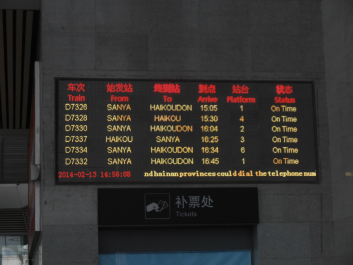 车次 始发站 终到站 到点 站台 状态
Train From To Arrive Platform Status
D7326 SANYA HAIKOUDON 15:05 1 On Time
D7328 SANYA HAIKOU 15:30 4 On Time
D7330 SANYA HAIKOUDON 16:04 2 On Time
D7337 HAIKOU SANYA 16:25 3 On Time
D7334 SANYA HAIKOUDON 16:34 6 On Time
D7332 SANYA HAIKOUDON 16:45 1 On Time
2014-02-13 14:56:08 nd hainan provinces could dial the telephone num
补票处
Tickets